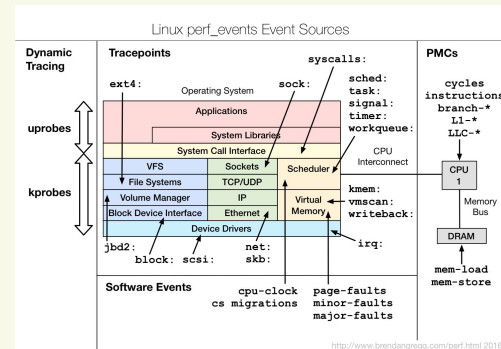 Linux perf_events Event Sources
Dynamic
Tracing
uprobes
kprobes
Tracepoints
syscalls:
ext4:
sock:
sched:
task:
signal:
timer:
workqueue:
Operating System
Applications
System Libraries
System Call Interface
VFS
Sockets
Scheduler
File Systems
TCP/UDP
Volume Manager
IP
Virtual
Memory
Block Device Interface
Ethernet
Device Drivers
CPU
Interconnect
kmem:
vmscan:
writeback:
jbd2:
block:
scsi:
net:
skb:
irq:
Software Events
cpu-clock
cs migrations
page-faults
minor-faults
major-faults
PMCs
cycles
instructions
branch-*
L1-*
LLC-*
CPU
1
Memory
Bus
DRAM
mem-load
mem-store
http://www.brendangregg.com/perf.html 2016